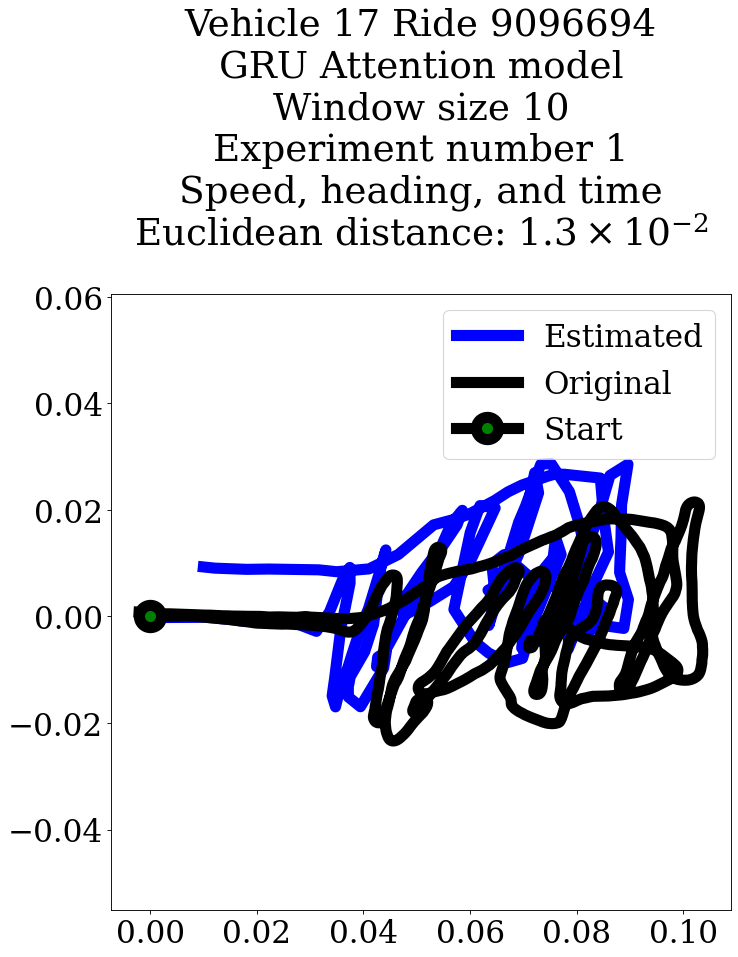 Vehicle 17 Ride 9096694
GRU Attention model
Window size 10
Experiment number 1
Speed, heading, and time
Euclidean distance: 1.3 × 10⁻²
0.06
Estimated
Original
Start
0.04
0.02
0.00
−0.02
−0.04
0.00 0.02 0.04 0.06 0.08 0.10